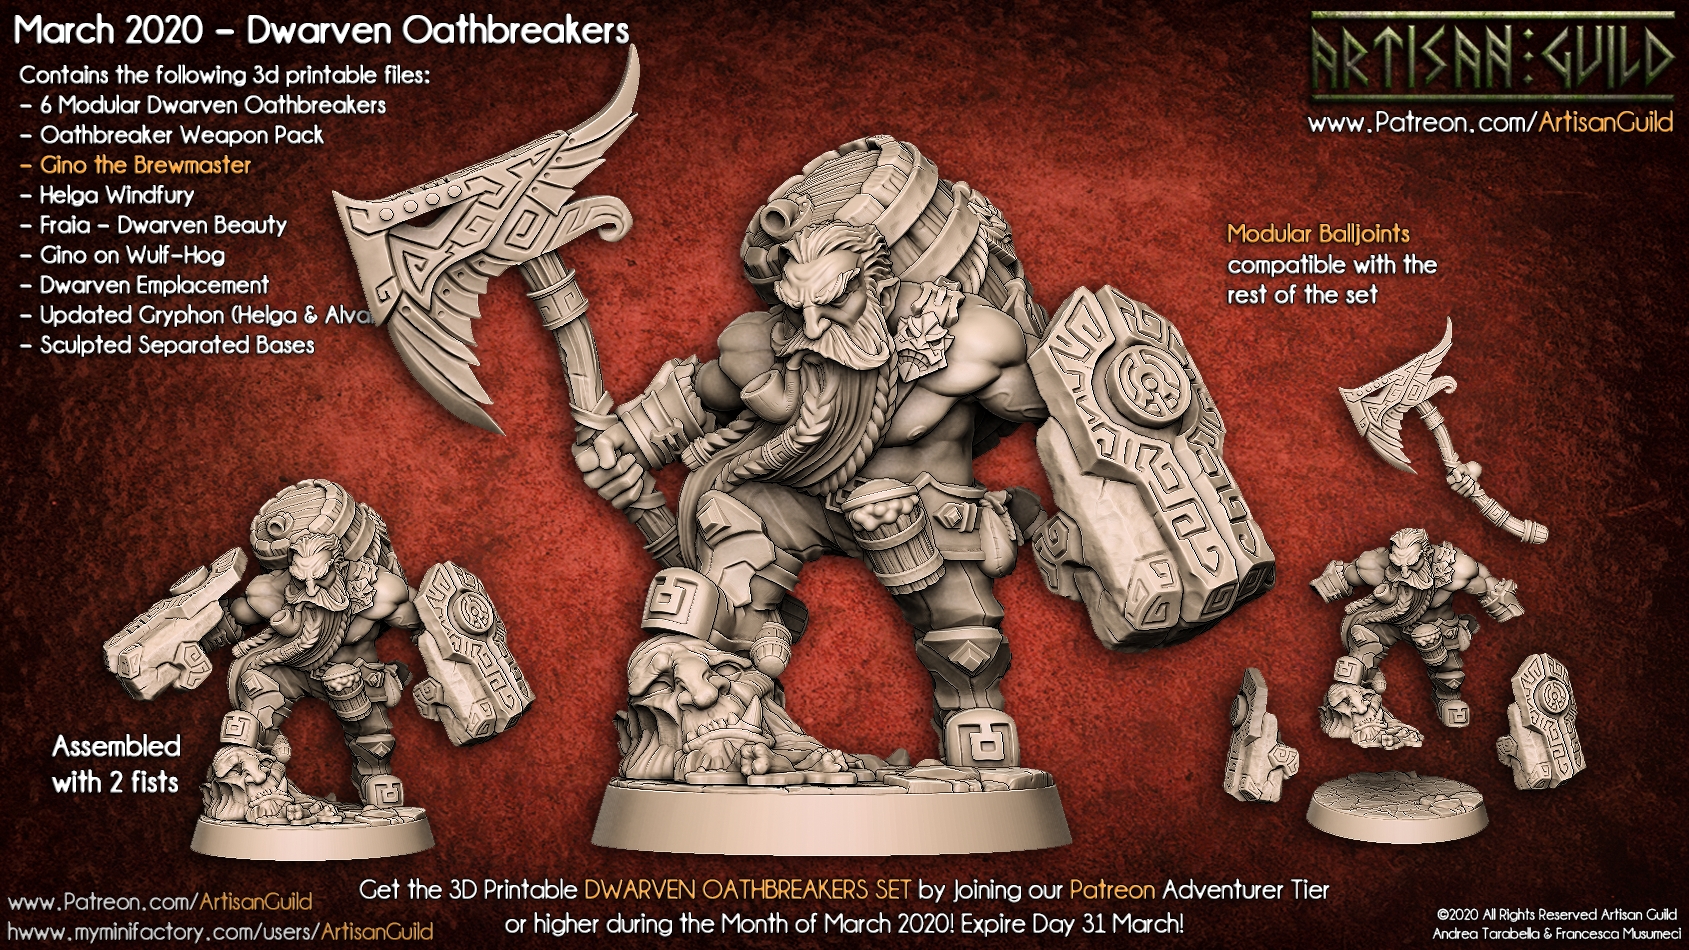 March 2020 - Dwarven Oathbreakers
Contains the following 3d printable files:
- 6 Modular Dwarven Oathbreakers
- Oathbreaker Weapon Pack
- Gino the Brewmaster
- Helga Windfury
- Fraia - Dwarven Beauty
- Gino on Wulf-Hog
- Dwarven Emplacement
- Updated Gryphon (Helga &
- Sculpted Separated Bases
ARTISAN:GUILD
www.Patreon.com/ArtisanGuild
Modular Balljoints
compatible with the
rest of the set
Assembled
with 2 fists
Get the 3D Printable DWARVEN OATHBREAKERS SET by Joining our Patreon Adventurer Tier
or higher during the Month of March 2020! Expire Day 31 March!
www.Patreon.com/ArtisanGuild
hwww.myminifactory.com/users/ArtisanGuild
©2020 All Rights Reserved Artisan Guild
Andrea Tarabella & Francesca Musumeci